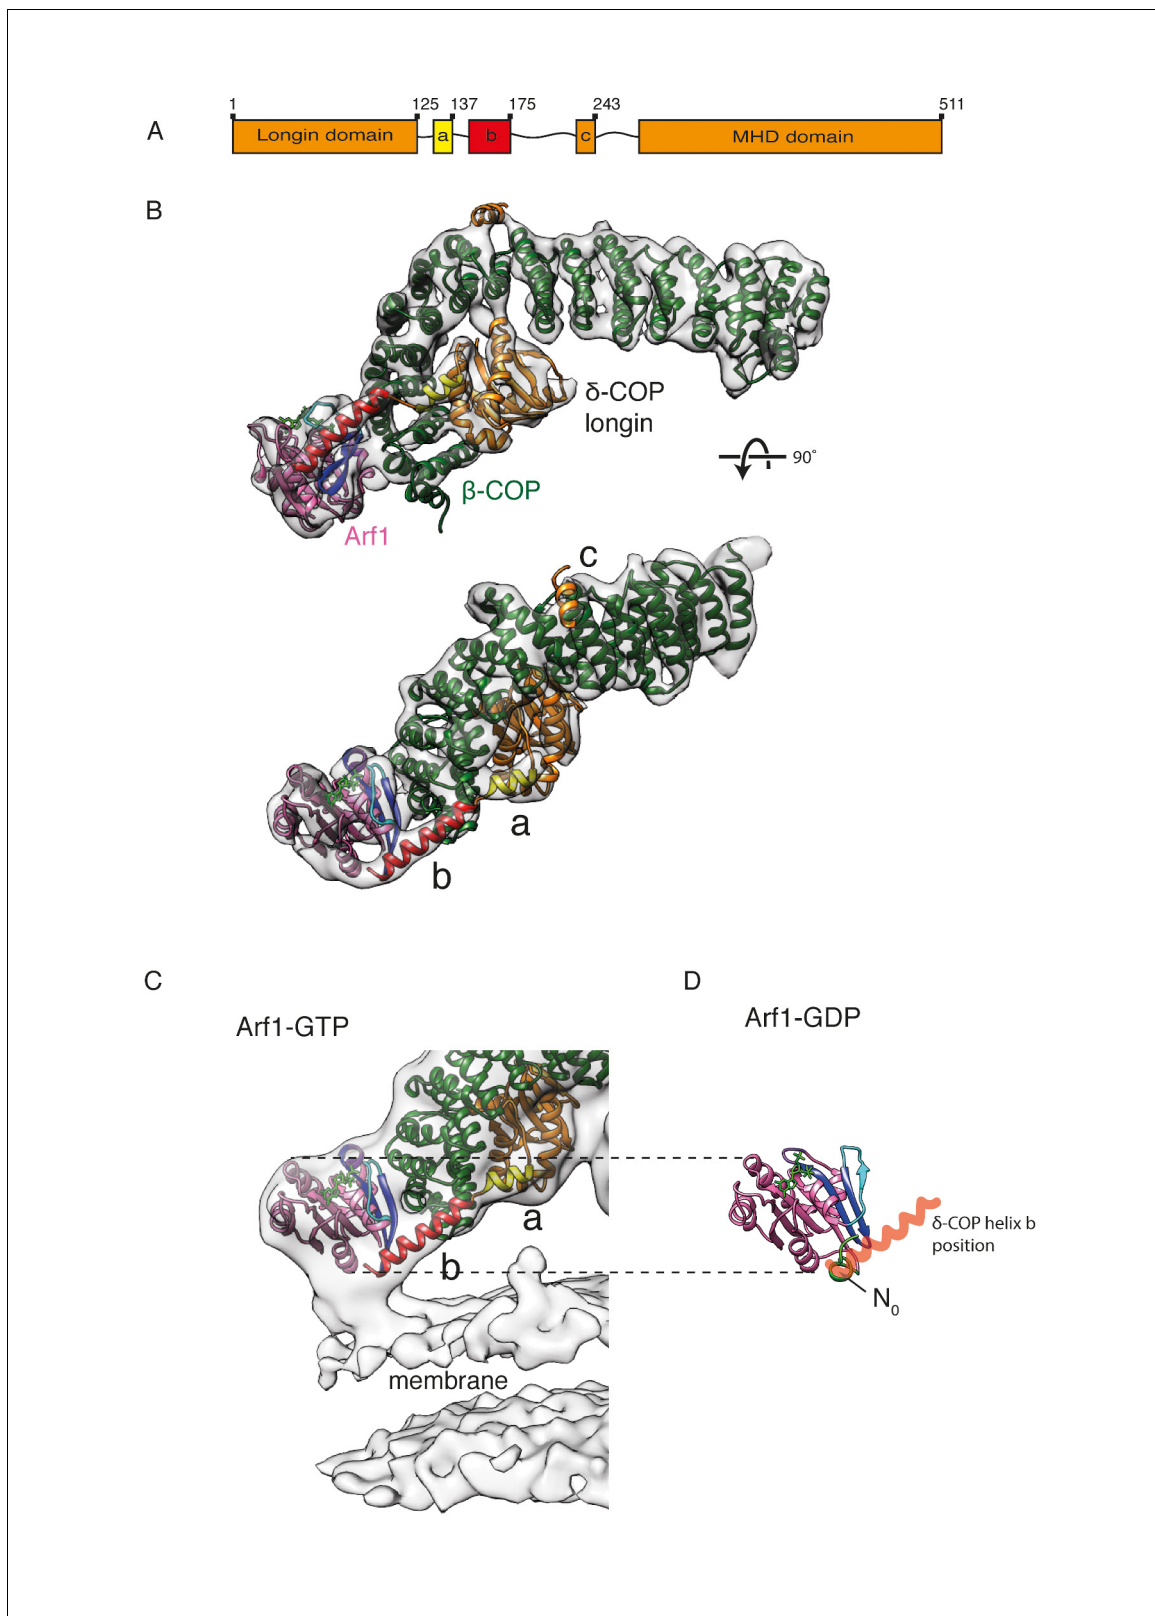 1 125 137 175 243 511
A Longin domain a b c MHD domain
B
δ-COP
longin
90°
β-COP
Arf1
c
a
b
C D
Arf1-GTP Arf1-GDP
a
b
δ-COP helix b
position
N0
membrane